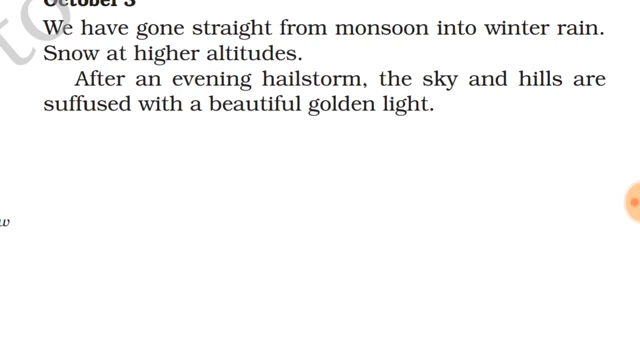 October 3
We have gone straight from monsoon into winter rain.
Snow at higher altitudes.
After an evening hailstorm, the sky and hills are
suffused with a beautiful golden light.
to
w